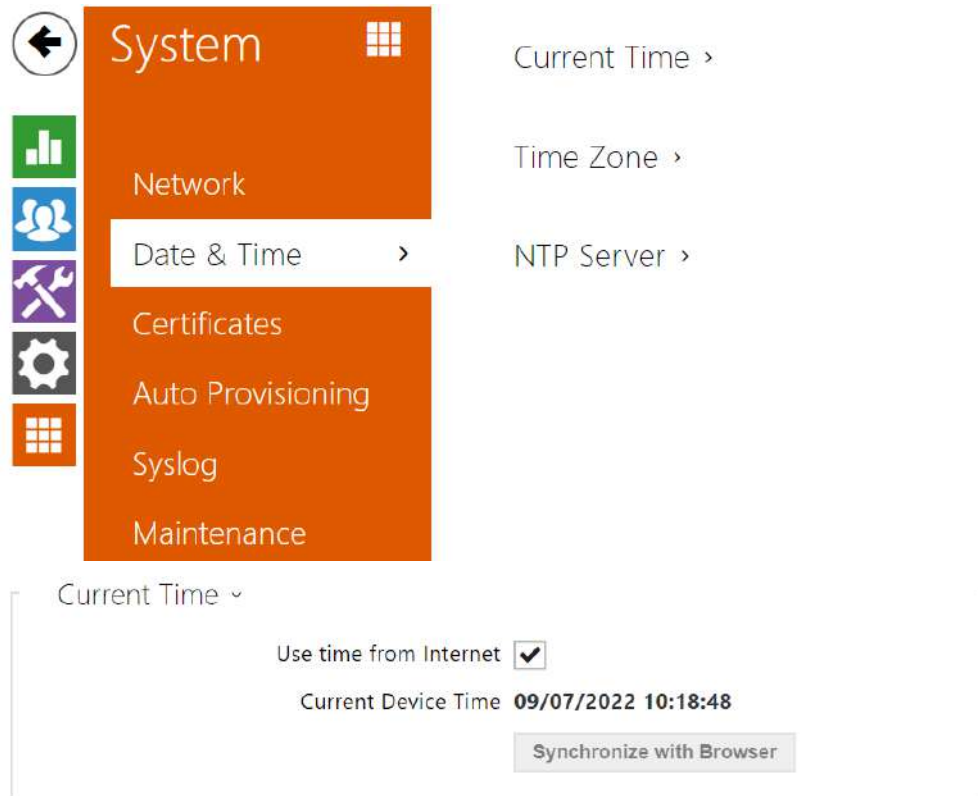 System
Network
Date & Time
Certificates
Auto Provisioning
Syslog
Maintenance
Current Time
Time Zone
NTP Server
Current Time
Use time from Internet
Current Device Time 09/07/2022 10:18:48
Synchronize with Browser